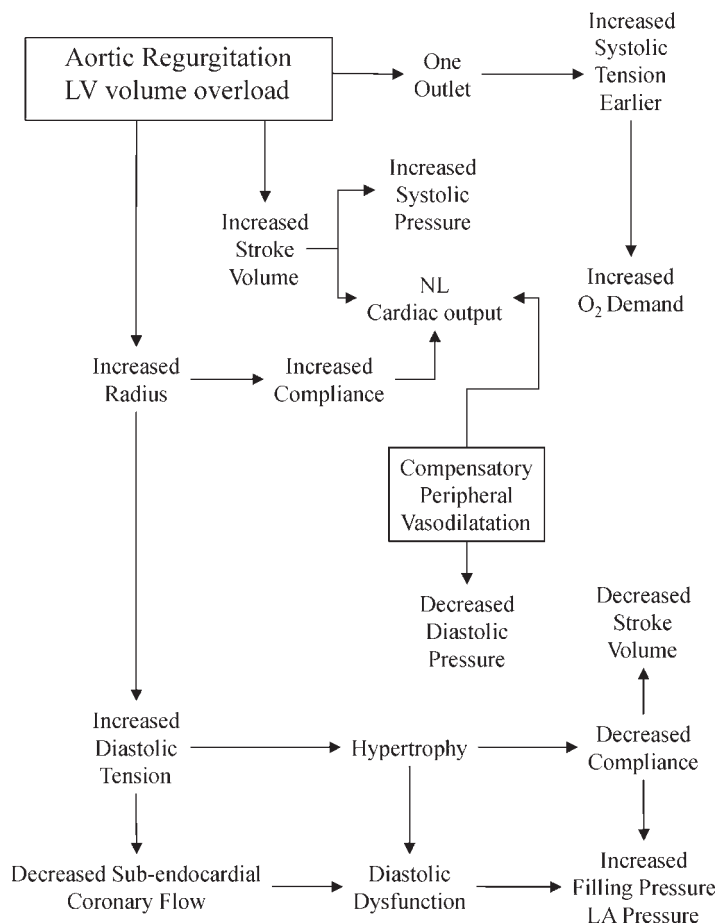 Aortic Regurgitation
LV volume overload
One
Outlet
Increased
Systolic
Tension
Earlier
Increased
Systolic
Pressure
Increased
Stroke
Volume
NL
Cardiac output
Increased
O₂ Demand
Increased
Radius
Increased
Compliance
Compensatory
Peripheral
Vasodilatation
Decreased
Diastolic
Pressure
Decreased
Stroke
Volume
Increased
Diastolic
Tension
Hypertrophy
Decreased
Compliance
Decreased Sub-endocardial
Coronary Flow
Diastolic
Dysfunction
Increased
Filling Pressure
LA Pressure